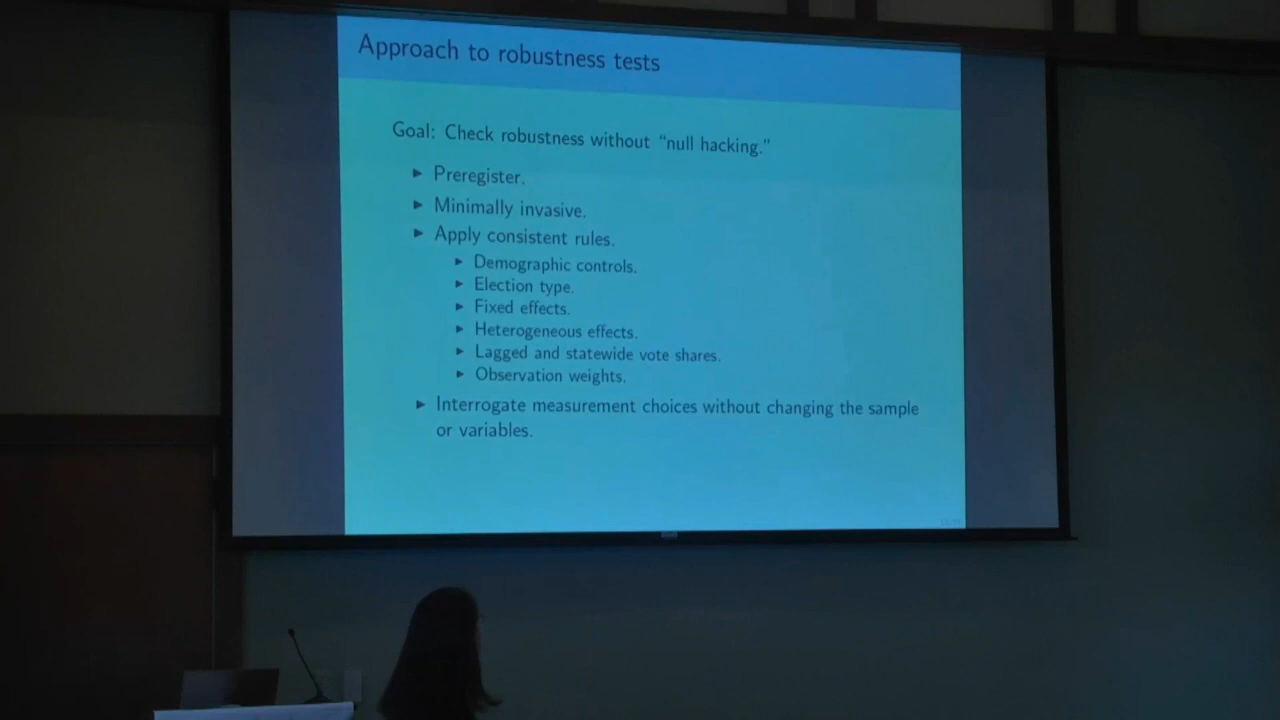 Approach to robustness tests
Goal: Check robustness without “null hacking.”
▶ Preregister.
▶ Minimally invasive.
▶ Apply consistent rules.
▶ Demographic controls.
▶ Election type.
▶ Fixed effects.
▶ Heterogeneous effects.
▶ Lagged and statewide vote shares.
▶ Observation weights.
▶ Interrogate measurement choices without changing the sample
or variables.